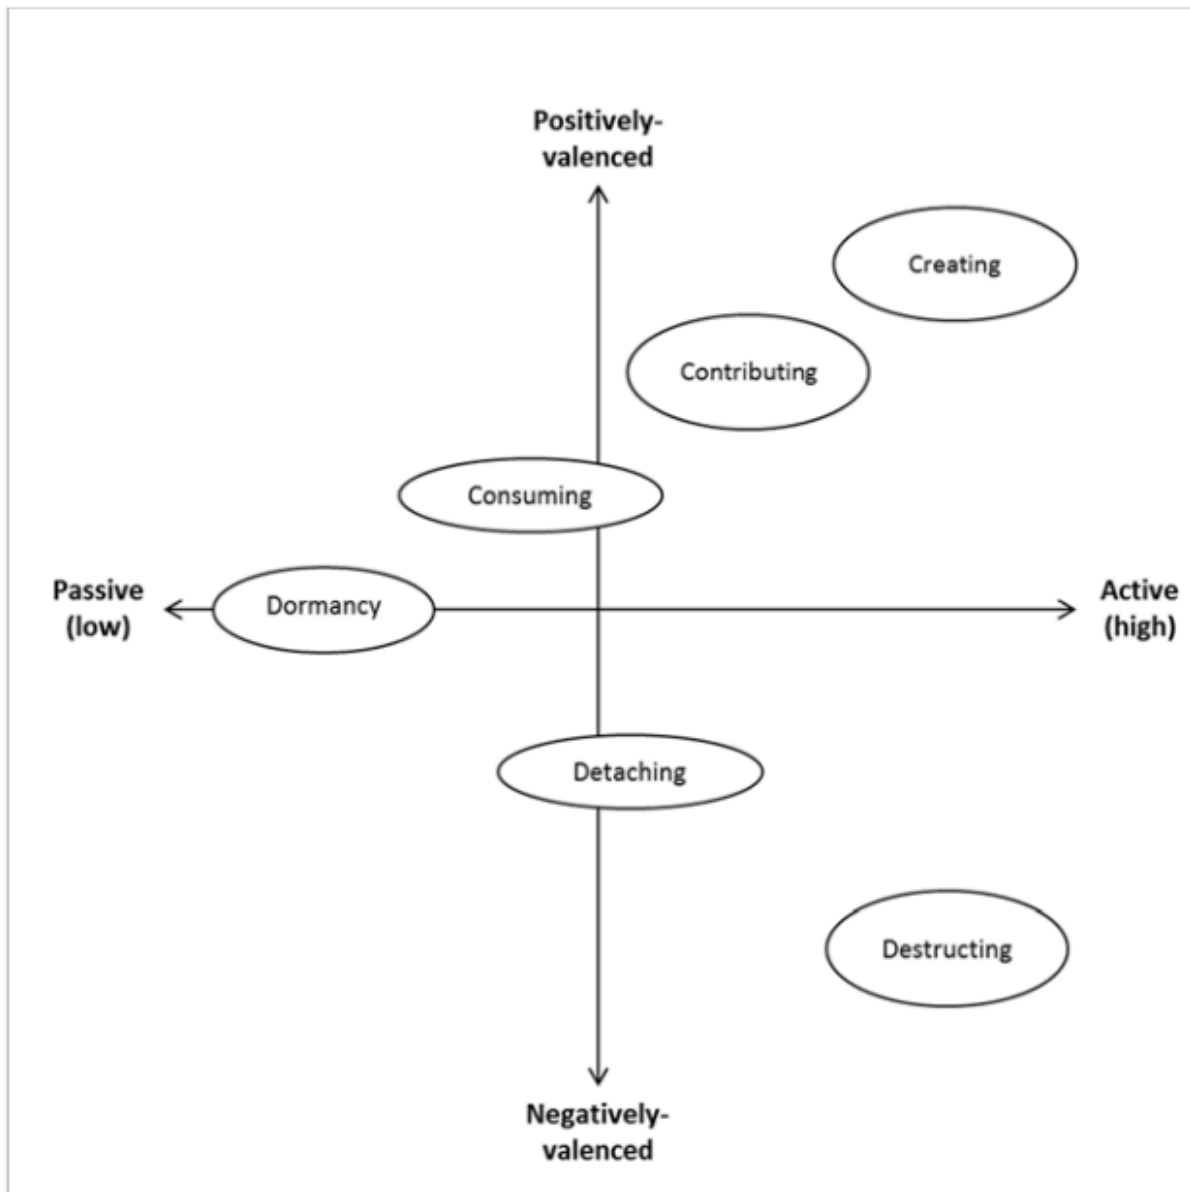 Positively-
valenced
Creating
Contributing
Consuming
Passive
(low)
Dormancy
Active
(high)
Detaching
Destructing
Negatively-
valenced